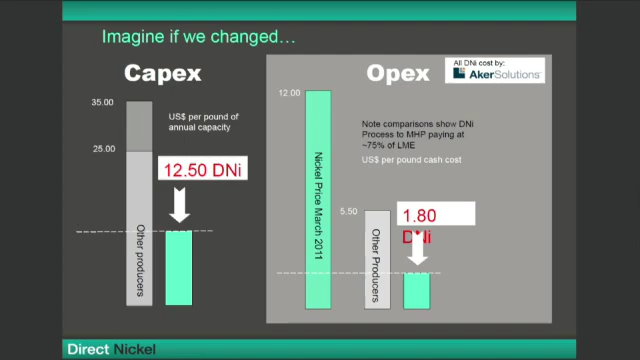 Imagine if we changed…
Capex
35.00
25.00
US$ per pound of
annual capacity
12.50 DNi
Other producers
Opex
All DNi cost by:
AkerSolutions
12.00
Nickel Price March 2011
Note comparisons show DNi
Process to MHP paying at
~75% of LME
US$ per pound cash cost
5.50
Other Producers
1.80
DNi
Direct Nickel